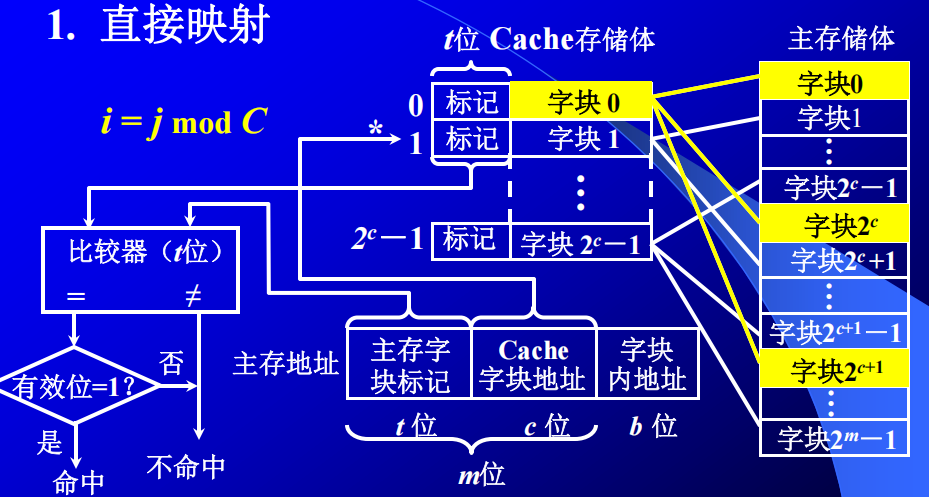 1. 直接映射
t位 Cache存储体
主存储体
i = j mod C
0 标记 字块 0
* 1 标记 字块 1
⋮
2ᶜ－1 标记 字块 2ᶜ－1
字块0
字块1
⋮
字块2ᶜ－1
字块2ᶜ
字块2ᶜ+1
⋮
字块2ᶜ⁺¹－1
字块2ᶜ⁺¹
⋮
字块2ᵐ－1
比较器（t位）
= ≠
有效位=1？
否
是
命中
不命中
主存地址
主存字
块标记
Cache
字块地址
字块
内地址
t 位 c 位 b 位
m位